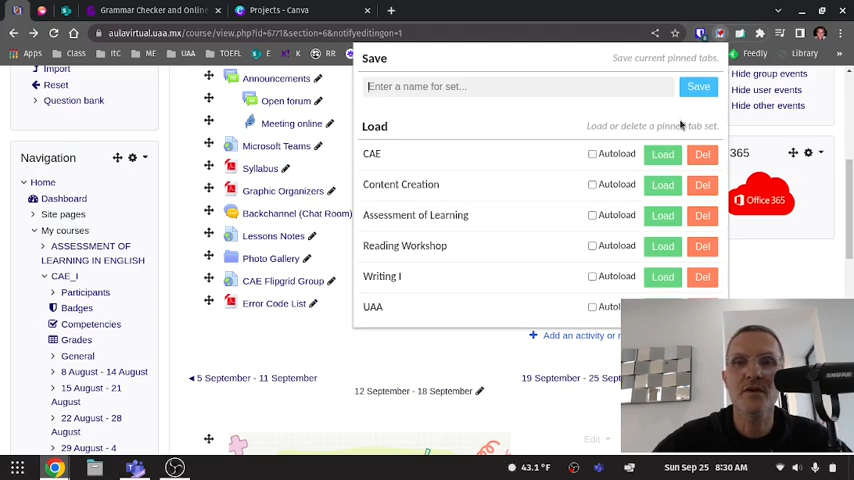 Grammar Checker and Online
Projects - Canva
aulavirtual.uaa.mx/course/view.php?id=6771&section=6&notifyeditingon=1
Apps Class ItC ME UA TOEFL E K RR
Feedly Library
Import
Reset
Question bank
Navigation
Home
Dashboard
Site pages
My courses
ASSESSMENT OF
LEARNING IN ENGLISH
CAE_I
Participants
Badges
Competencies
Grades
General
8 August - 14 August
15 August - 21
August
22 August - 28
August
29 August - 4
Announcements
Open forum
Meeting online
Microsoft Teams
Syllabus
Graphic Organizers
Backchannel (Chat Room)
Lessons Notes
Photo Gallery
CAE Flipgrid Group
Error Code List
Save
Save current pinned tabs.
Enter a name for set...
Save
Load
Load or delete a pinned tab set.
CAE Autoload Load Del
Content Creation Autoload Load Del
Assessment of Learning Autoload Load Del
Reading Workshop Autoload Load Del
Writing I Autoload Load Del
UAA
Add an activity or
5 September - 11 September
19 September - 25
12 September - 18 September
Edit
Hide group events
Hide user events
Hide other events
365
Office 365
SHURE
43.1°F
Sun Sep 25
8:30 AM